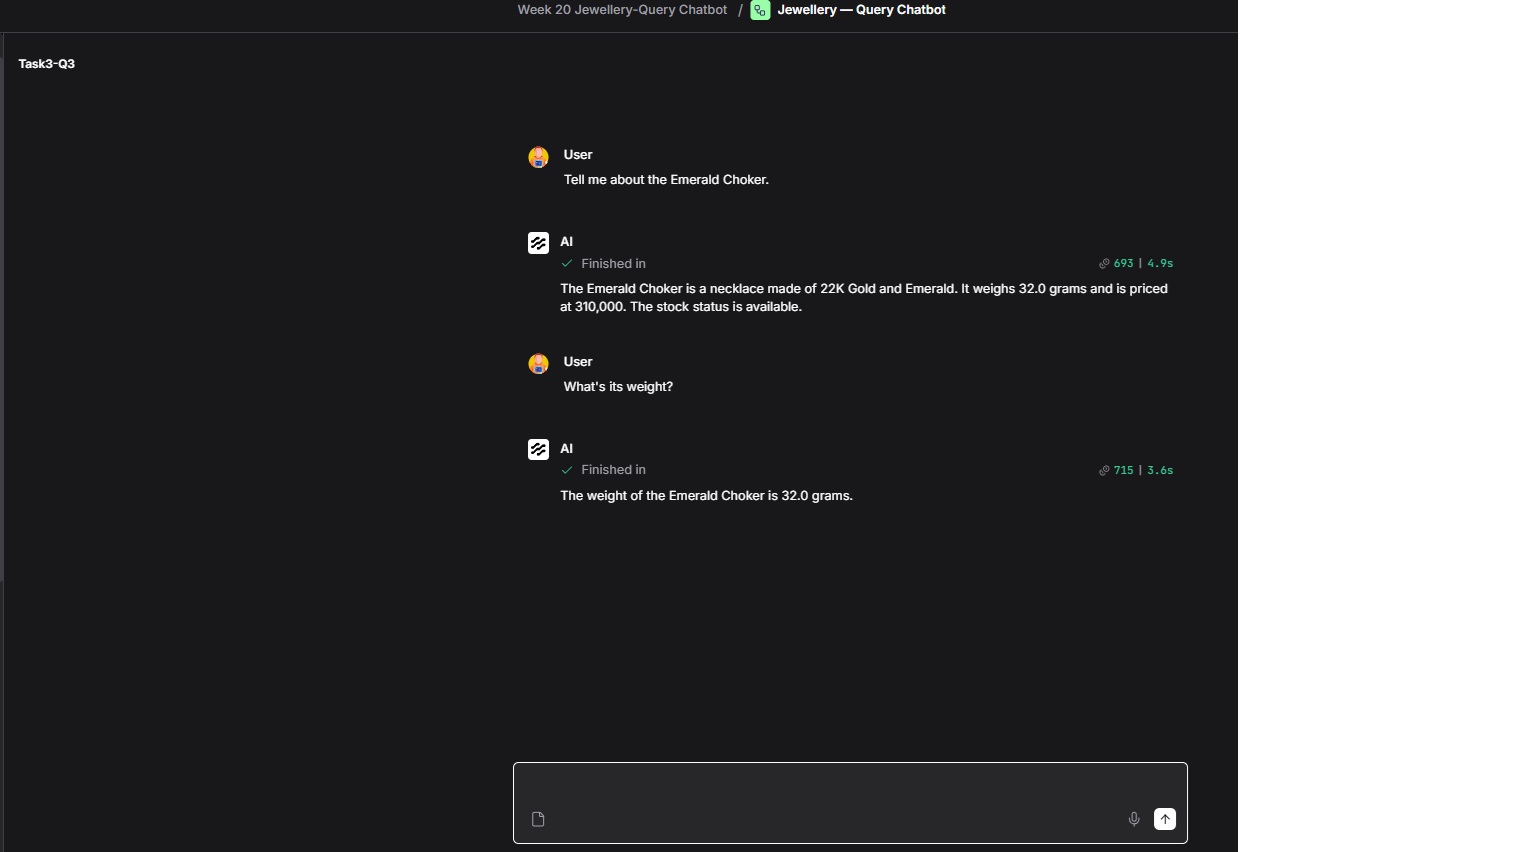 Week 20 Jewellery-Query Chatbot / Jewellery — Query Chatbot
Task3-Q3
User
Tell me about the Emerald Choker.
AI
Finished in 693 | 4.9s
The Emerald Choker is a necklace made of 22K Gold and Emerald. It weighs 32.0 grams and is priced
at 310,000. The stock status is available.
User
What's its weight?
AI
Finished in 715 | 3.6s
The weight of the Emerald Choker is 32.0 grams.